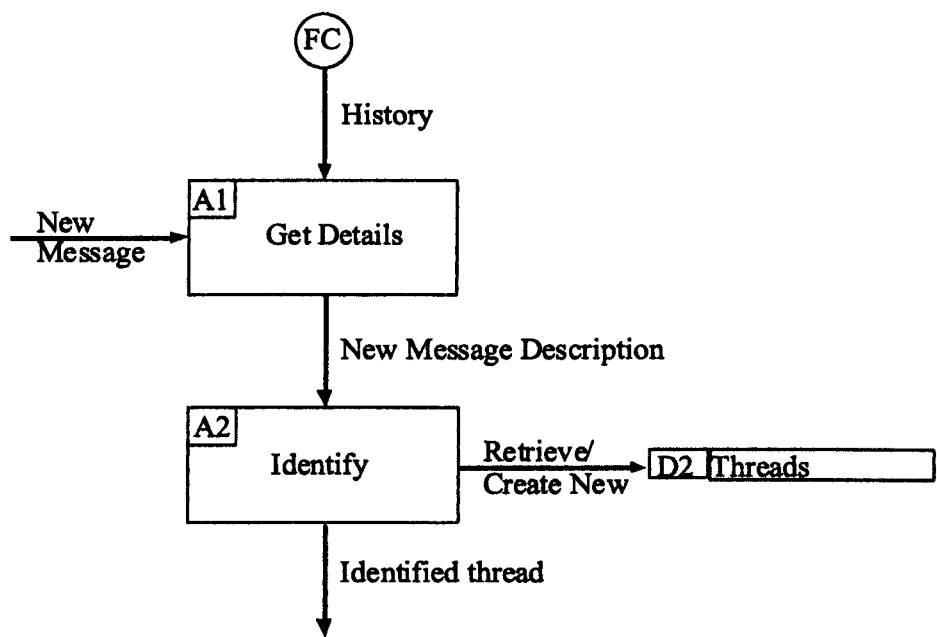 FC
History
A1
New
Message
Get Details
New Message Description
A2
Identify
Retrieve/
Create New
D2 Threads
Identified thread